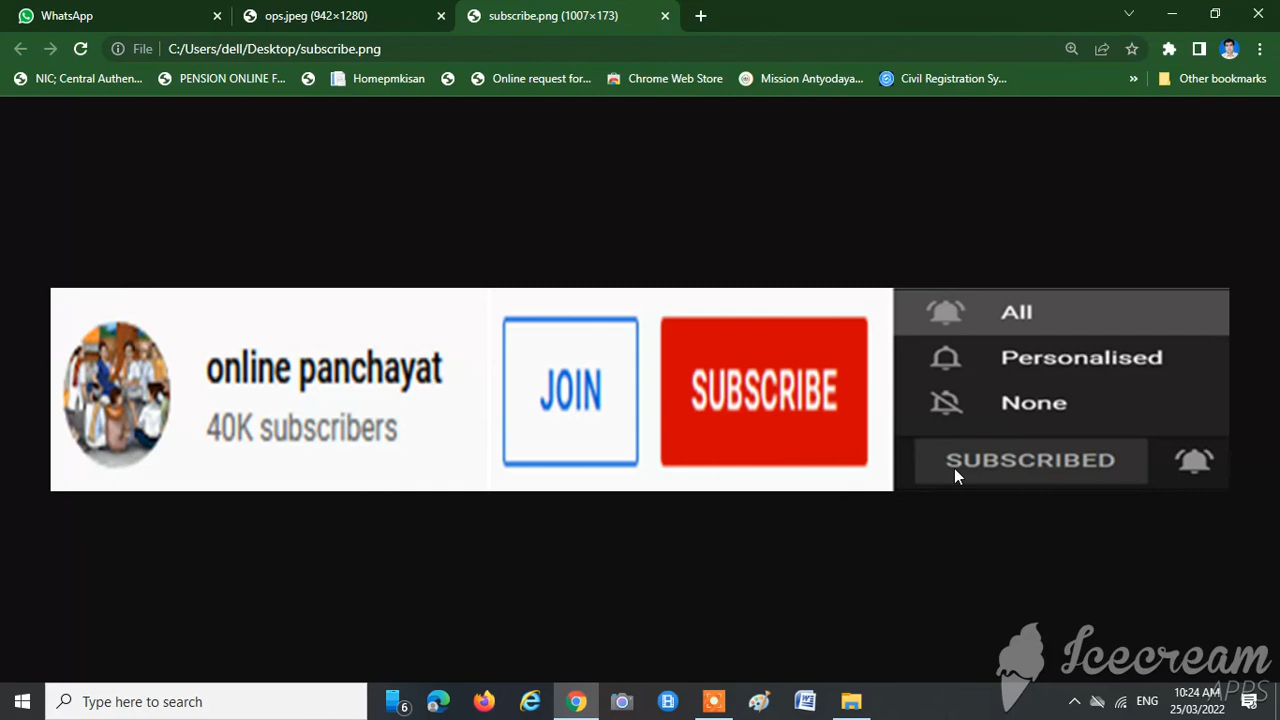 WhatsApp
ops.jpeg (942×1280)
subscribe.png (1007×173)
File
C:/Users/dell/Desktop/subscribe.png
NIC; Central Authen...
PENSION ONLINE F...
Homepmkisan
Online request for...
Chrome Web Store
Mission Antyodaya...
Civil Registration Sy...
»
Other bookmarks
online panchayat
40K subscribers
JOIN
SUBSCRIBE
All
Personalised
None
SUBSCRIBED
Icecream
APPS
Type here to search
6
ENG
10:24 AM
25/03/2022